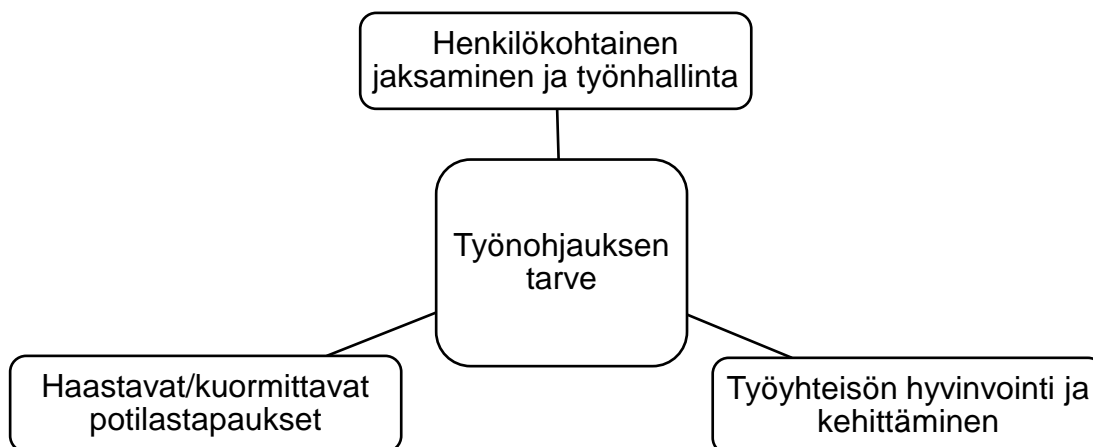 Henkilökohtainen
jaksaminen ja työnhallinta
Työnohjauksen
tarve
Haastavat/kuormittavat
potilastapaukset
Työyhteisön hyvinvointi ja
kehittäminen